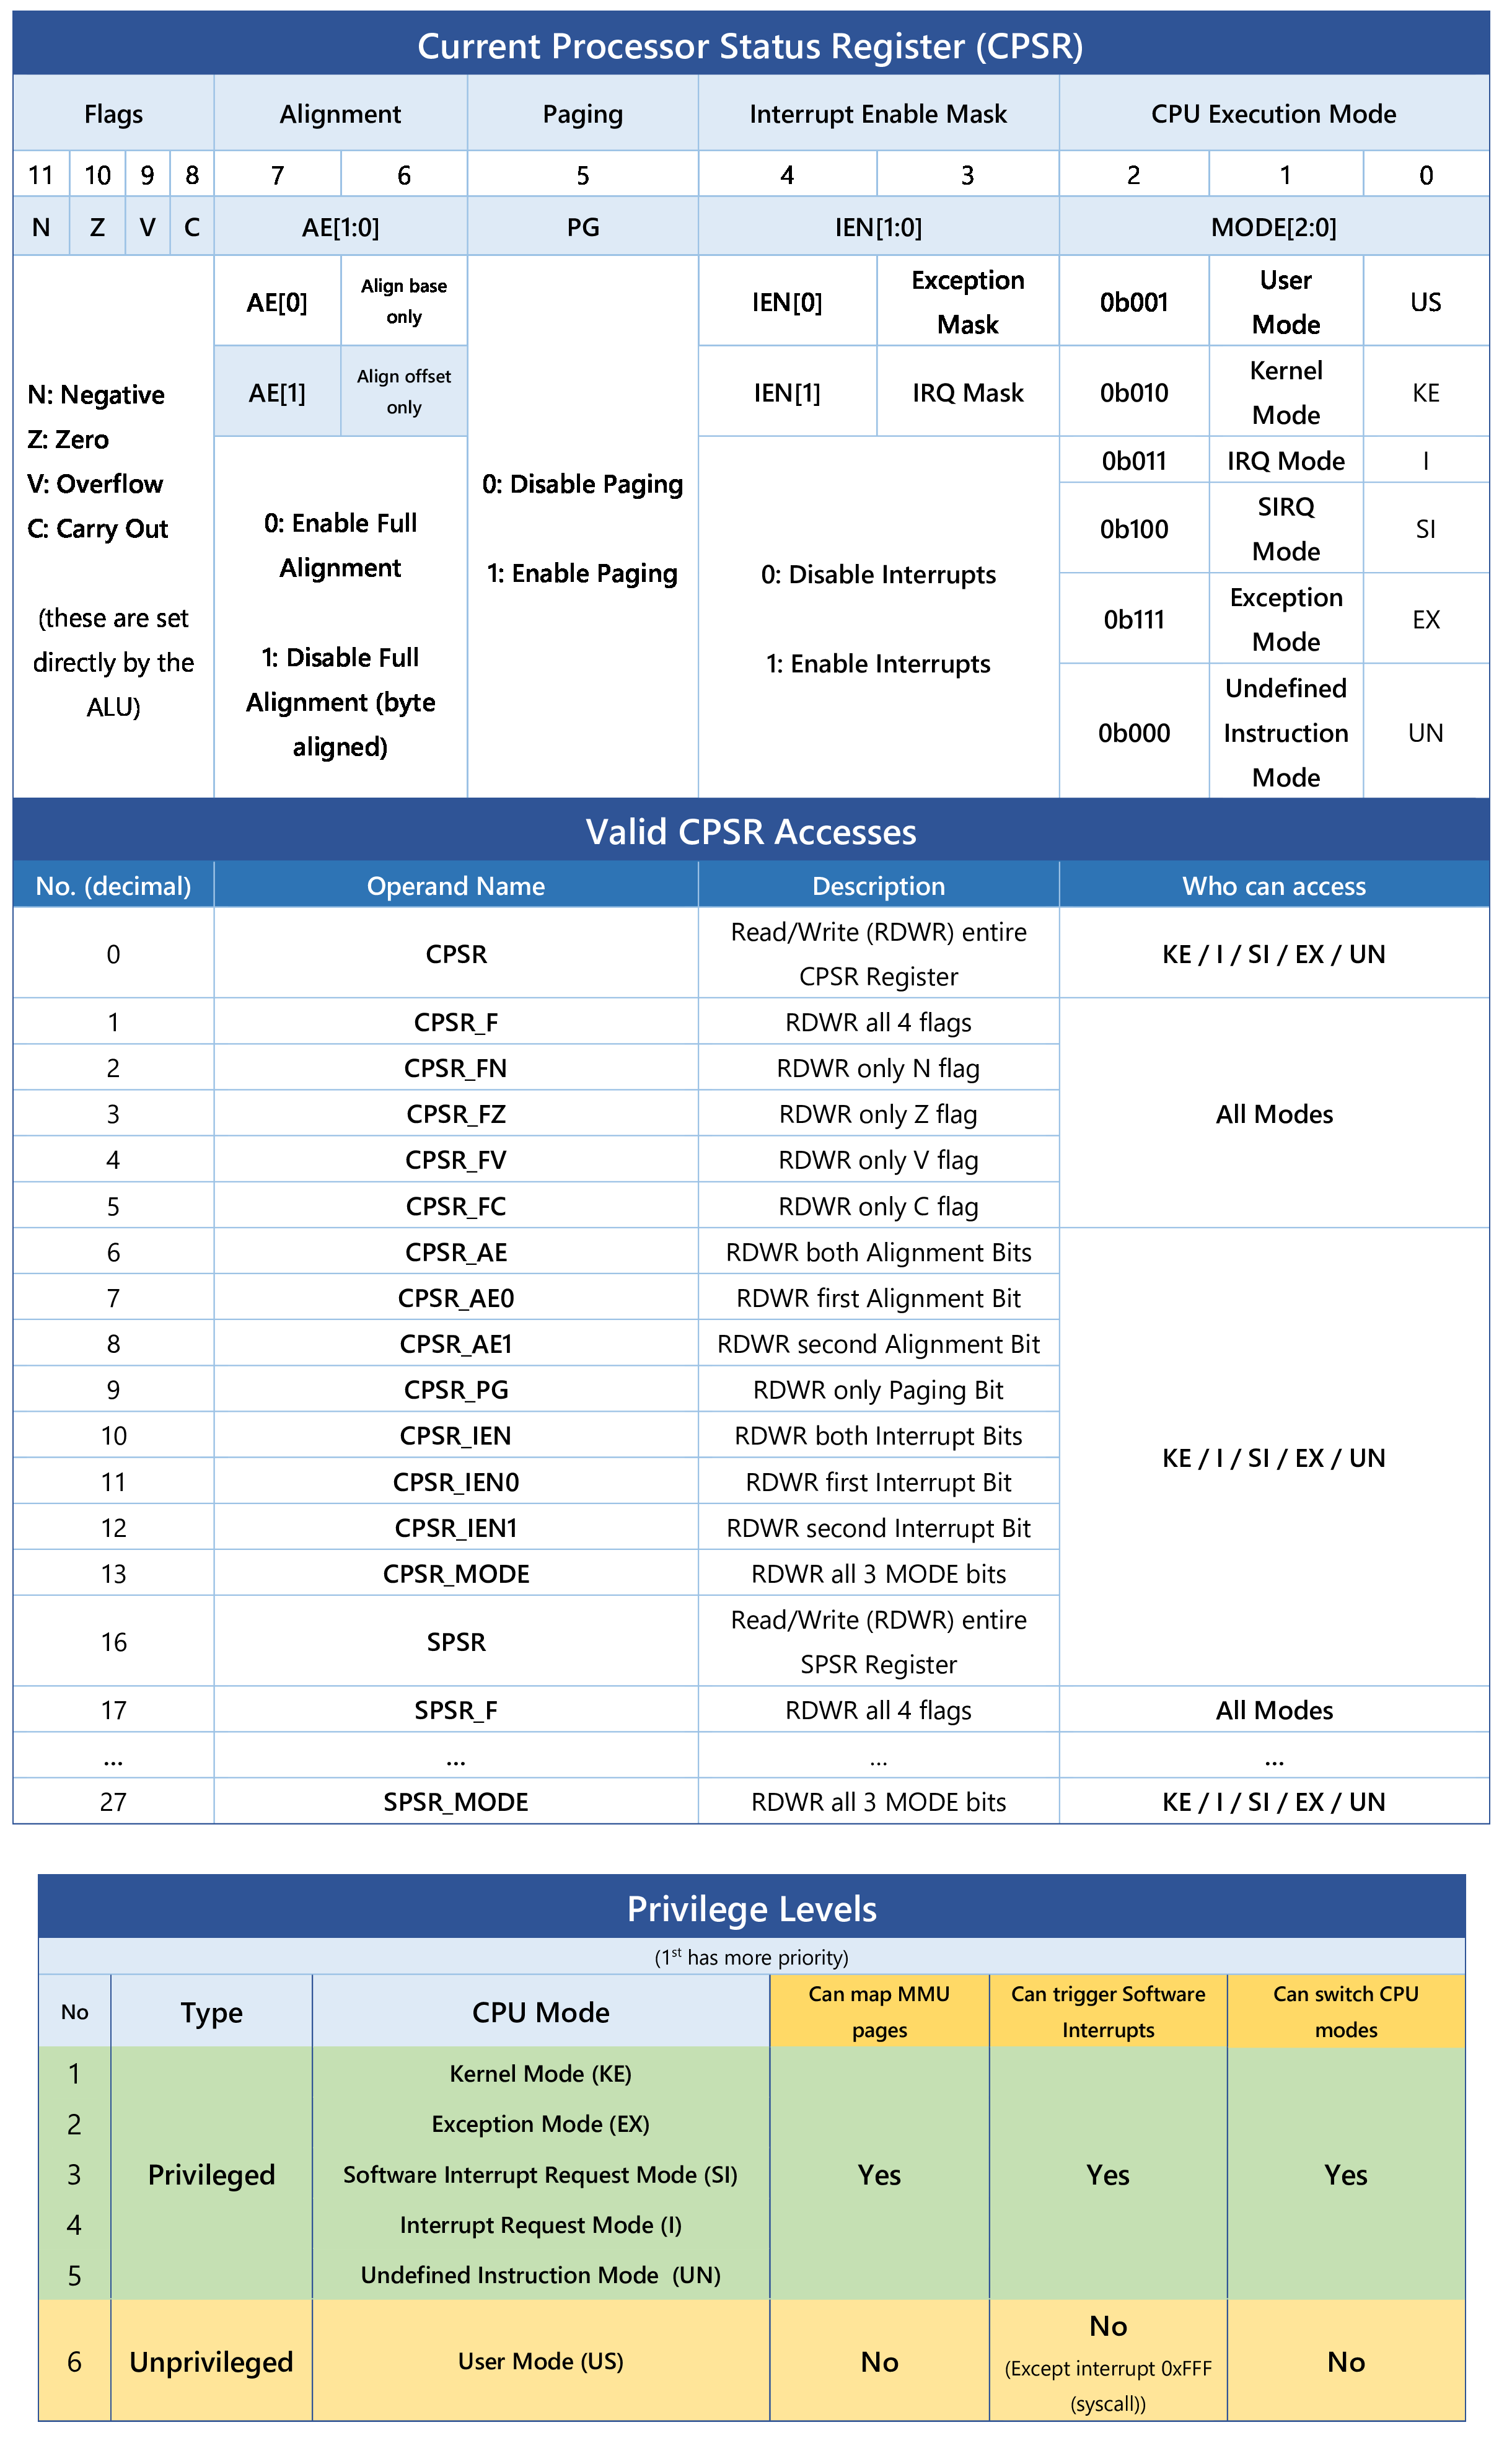 Current Processor Status Register (CPSR)
Flags Alignment Paging Interrupt Enable Mask CPU Execution Mode
11 10 9 8 7 6 5 4 3 2 1 0
N Z V C AE[1:0] PG IEN[1:0] MODE[2:0]
N: Negative
Z: Zero
V: Overflow
C: Carry Out
(these are set
directly by the
ALU)
AE[0] Align base
only
AE[1] Align offset
only
0: Enable Full
Alignment
1: Disable Full
Alignment (byte
aligned)
0: Disable Paging
1: Enable Paging
IEN[0] Exception
Mask
IEN[1] IRQ Mask
0: Disable Interrupts
1: Enable Interrupts
0b001 User
Mode US
0b010 Kernel
Mode KE
0b011 IRQ Mode I
0b100 SIRQ
Mode SI
0b111 Exception
Mode EX
0b000 Undefined
Instruction
Mode UN
Valid CPSR Accesses
No. (decimal) Operand Name Description Who can access
0 CPSR Read/Write (RDWR) entire
CPSR Register KE / I / SI / EX / UN
1 CPSR_F RDWR all 4 flags
2 CPSR_FN RDWR only N flag
3 CPSR_FZ RDWR only Z flag All Modes
4 CPSR_FV RDWR only V flag
5 CPSR_FC RDWR only C flag
6 CPSR_AE RDWR both Alignment Bits
7 CPSR_AE0 RDWR first Alignment Bit
8 CPSR_AE1 RDWR second Alignment Bit
9 CPSR_PG RDWR only Paging Bit
10 CPSR_IEN RDWR both Interrupt Bits
KE / I / SI / EX / UN
11 CPSR_IEN0 RDWR first Interrupt Bit
12 CPSR_IEN1 RDWR second Interrupt Bit
13 CPSR_MODE RDWR all 3 MODE bits
16 SPSR Read/Write (RDWR) entire
SPSR Register
17 SPSR_F RDWR all 4 flags All Modes
... ... ... ...
27 SPSR_MODE RDWR all 3 MODE bits KE / I / SI / EX / UN
Privilege Levels
(1st has more priority)
No Type CPU Mode Can map MMU
pages Can trigger Software
Interrupts Can switch CPU
modes
1 Kernel Mode (KE)
2 Exception Mode (EX)
3 Privileged Software Interrupt Request Mode (SI) Yes Yes Yes
4 Interrupt Request Mode (I)
5 Undefined Instruction Mode (UN)
6 Unprivileged User Mode (US) No No
(Except interrupt 0xFFF
(syscall)) No